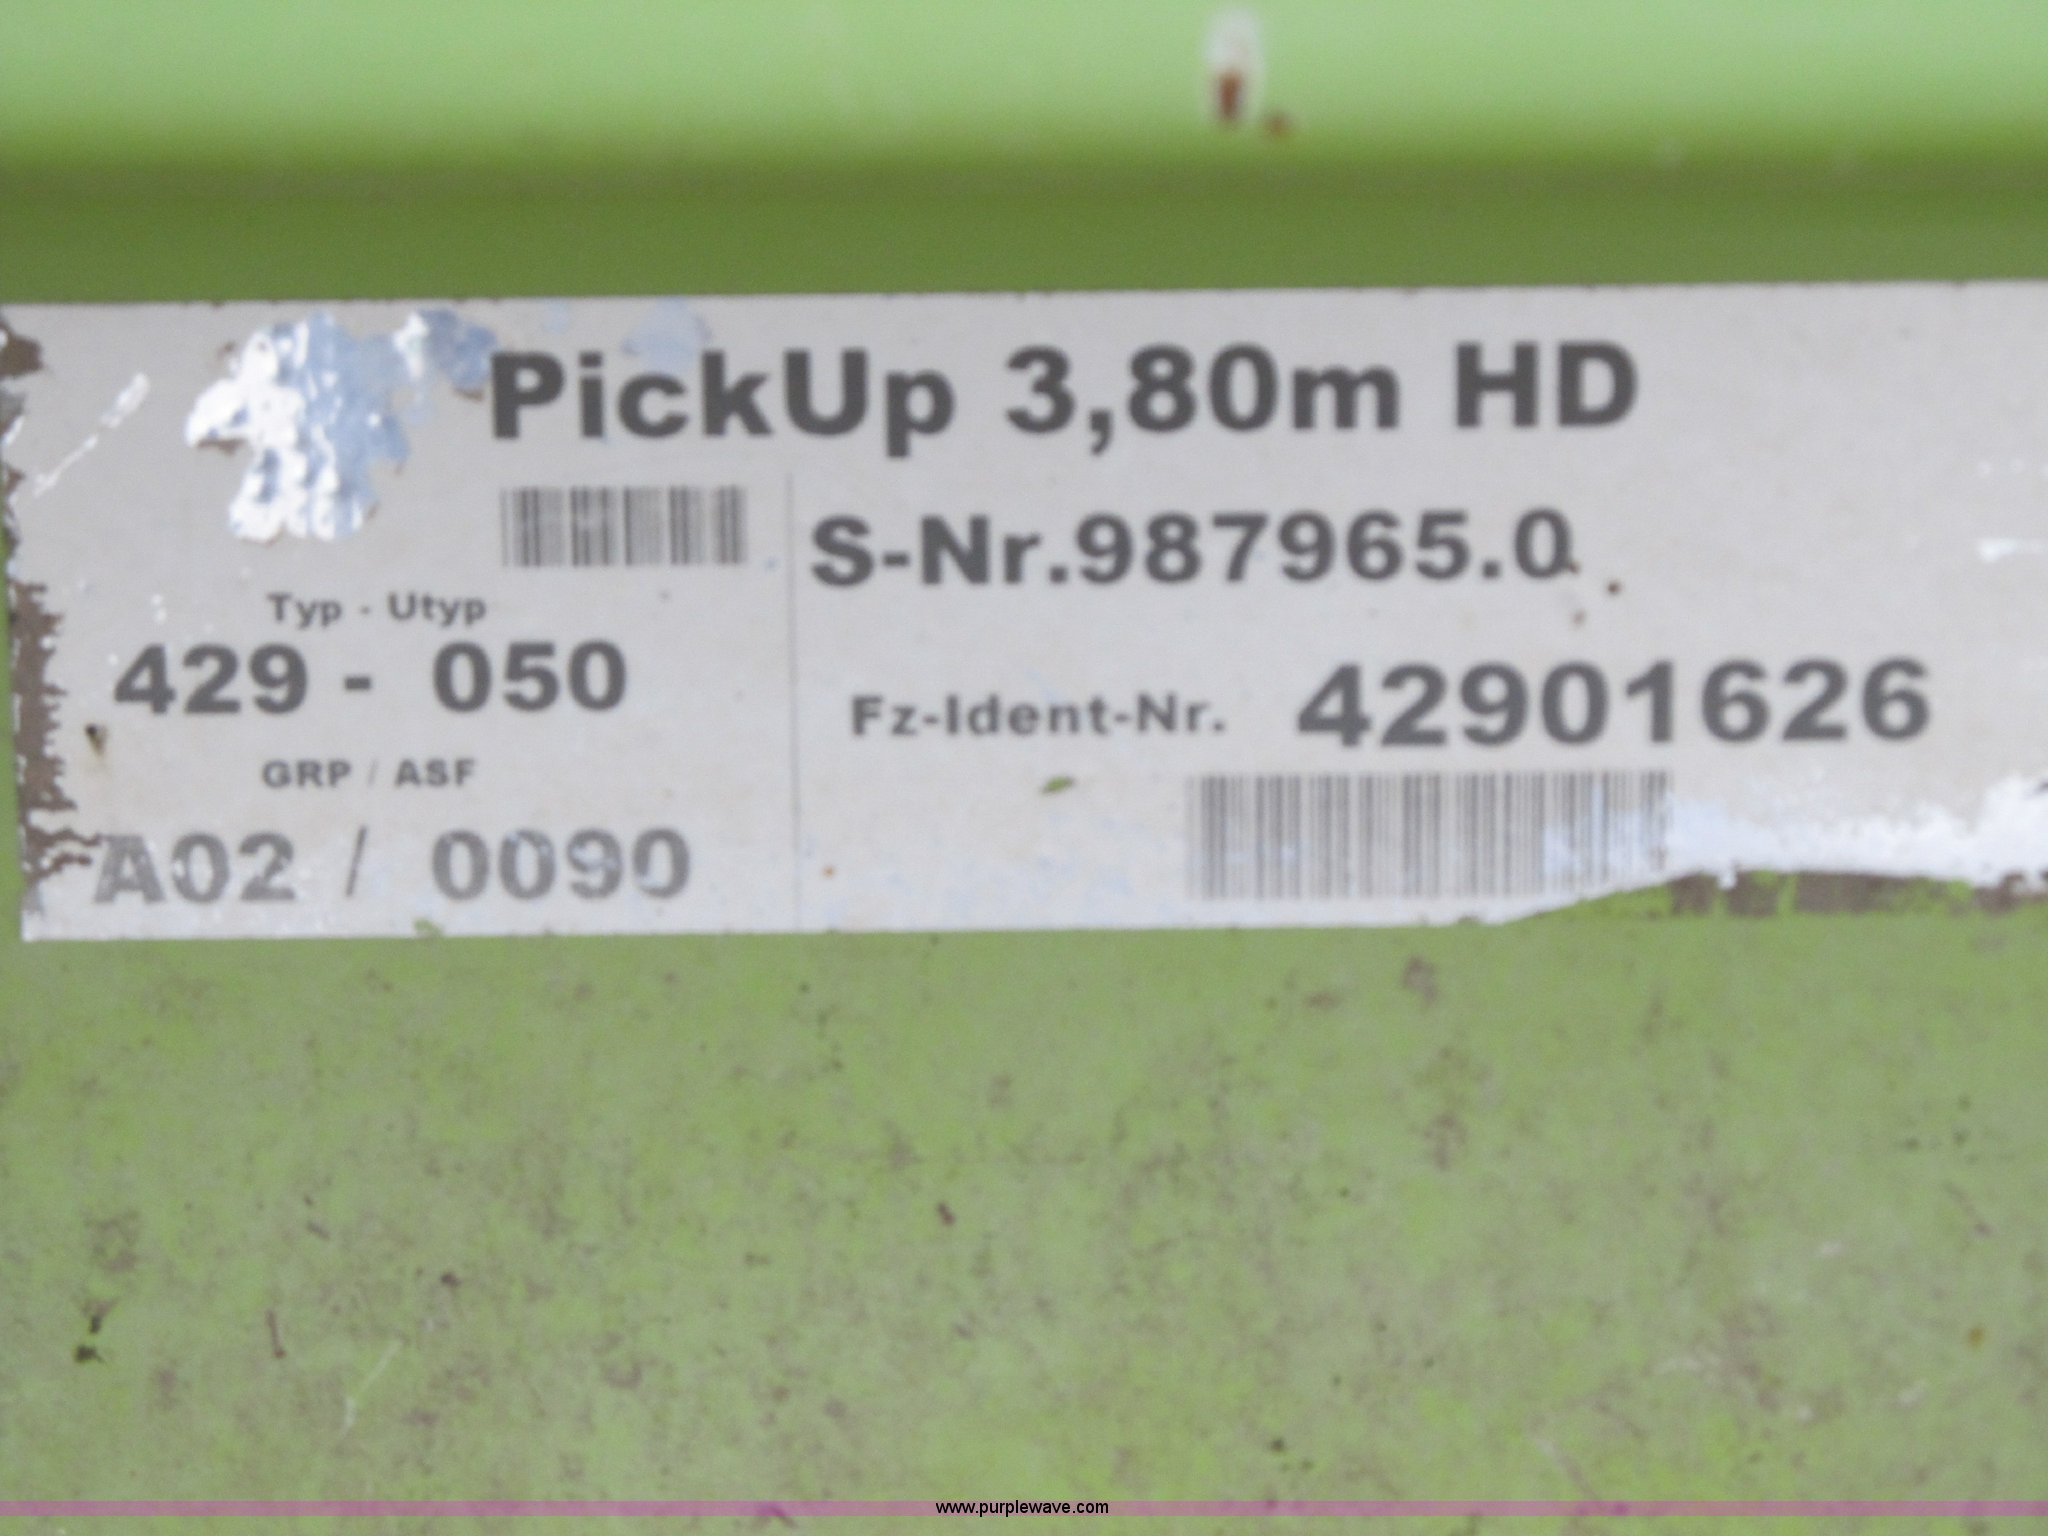 PickUp 3,80m HD
S-Nr.987965.0
Typ - Utyp
429 - 050
Fz-Ident-Nr. 42901626
GRP / ASF
A02 / 0090
www.purplewave.com